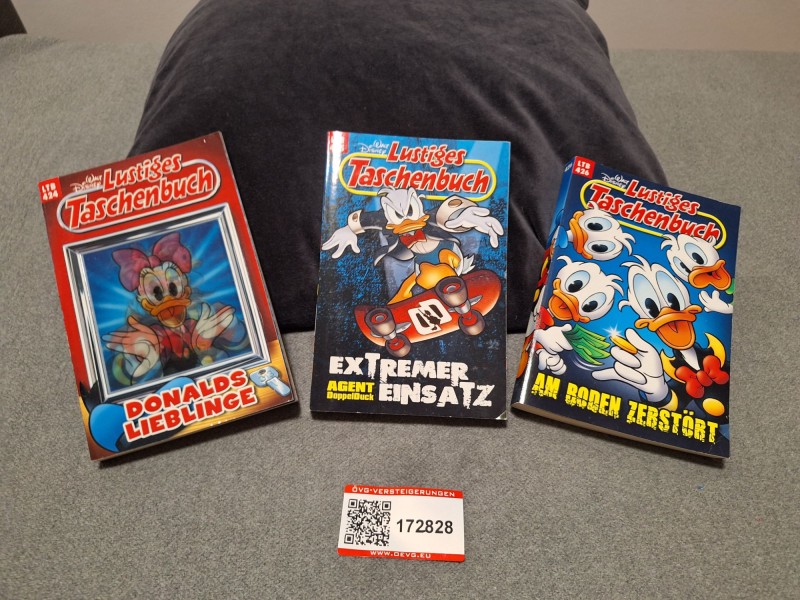 LTB
424
Walt
Disney
Lustiges
Taschenbuch
DONALDS
LIEBLINGE
Walt
Disney
Lustiges
Taschenbuch
EXTREMER
EINSATZ
AGENT
DoppelDuck
LTB
426
Walt
Disney
Lustiges
Taschenbuch
AM BODEN ZERSTÖRT
ÖVG-VERSTEIGERUNGEN
172828
WWW.OEVG.EU